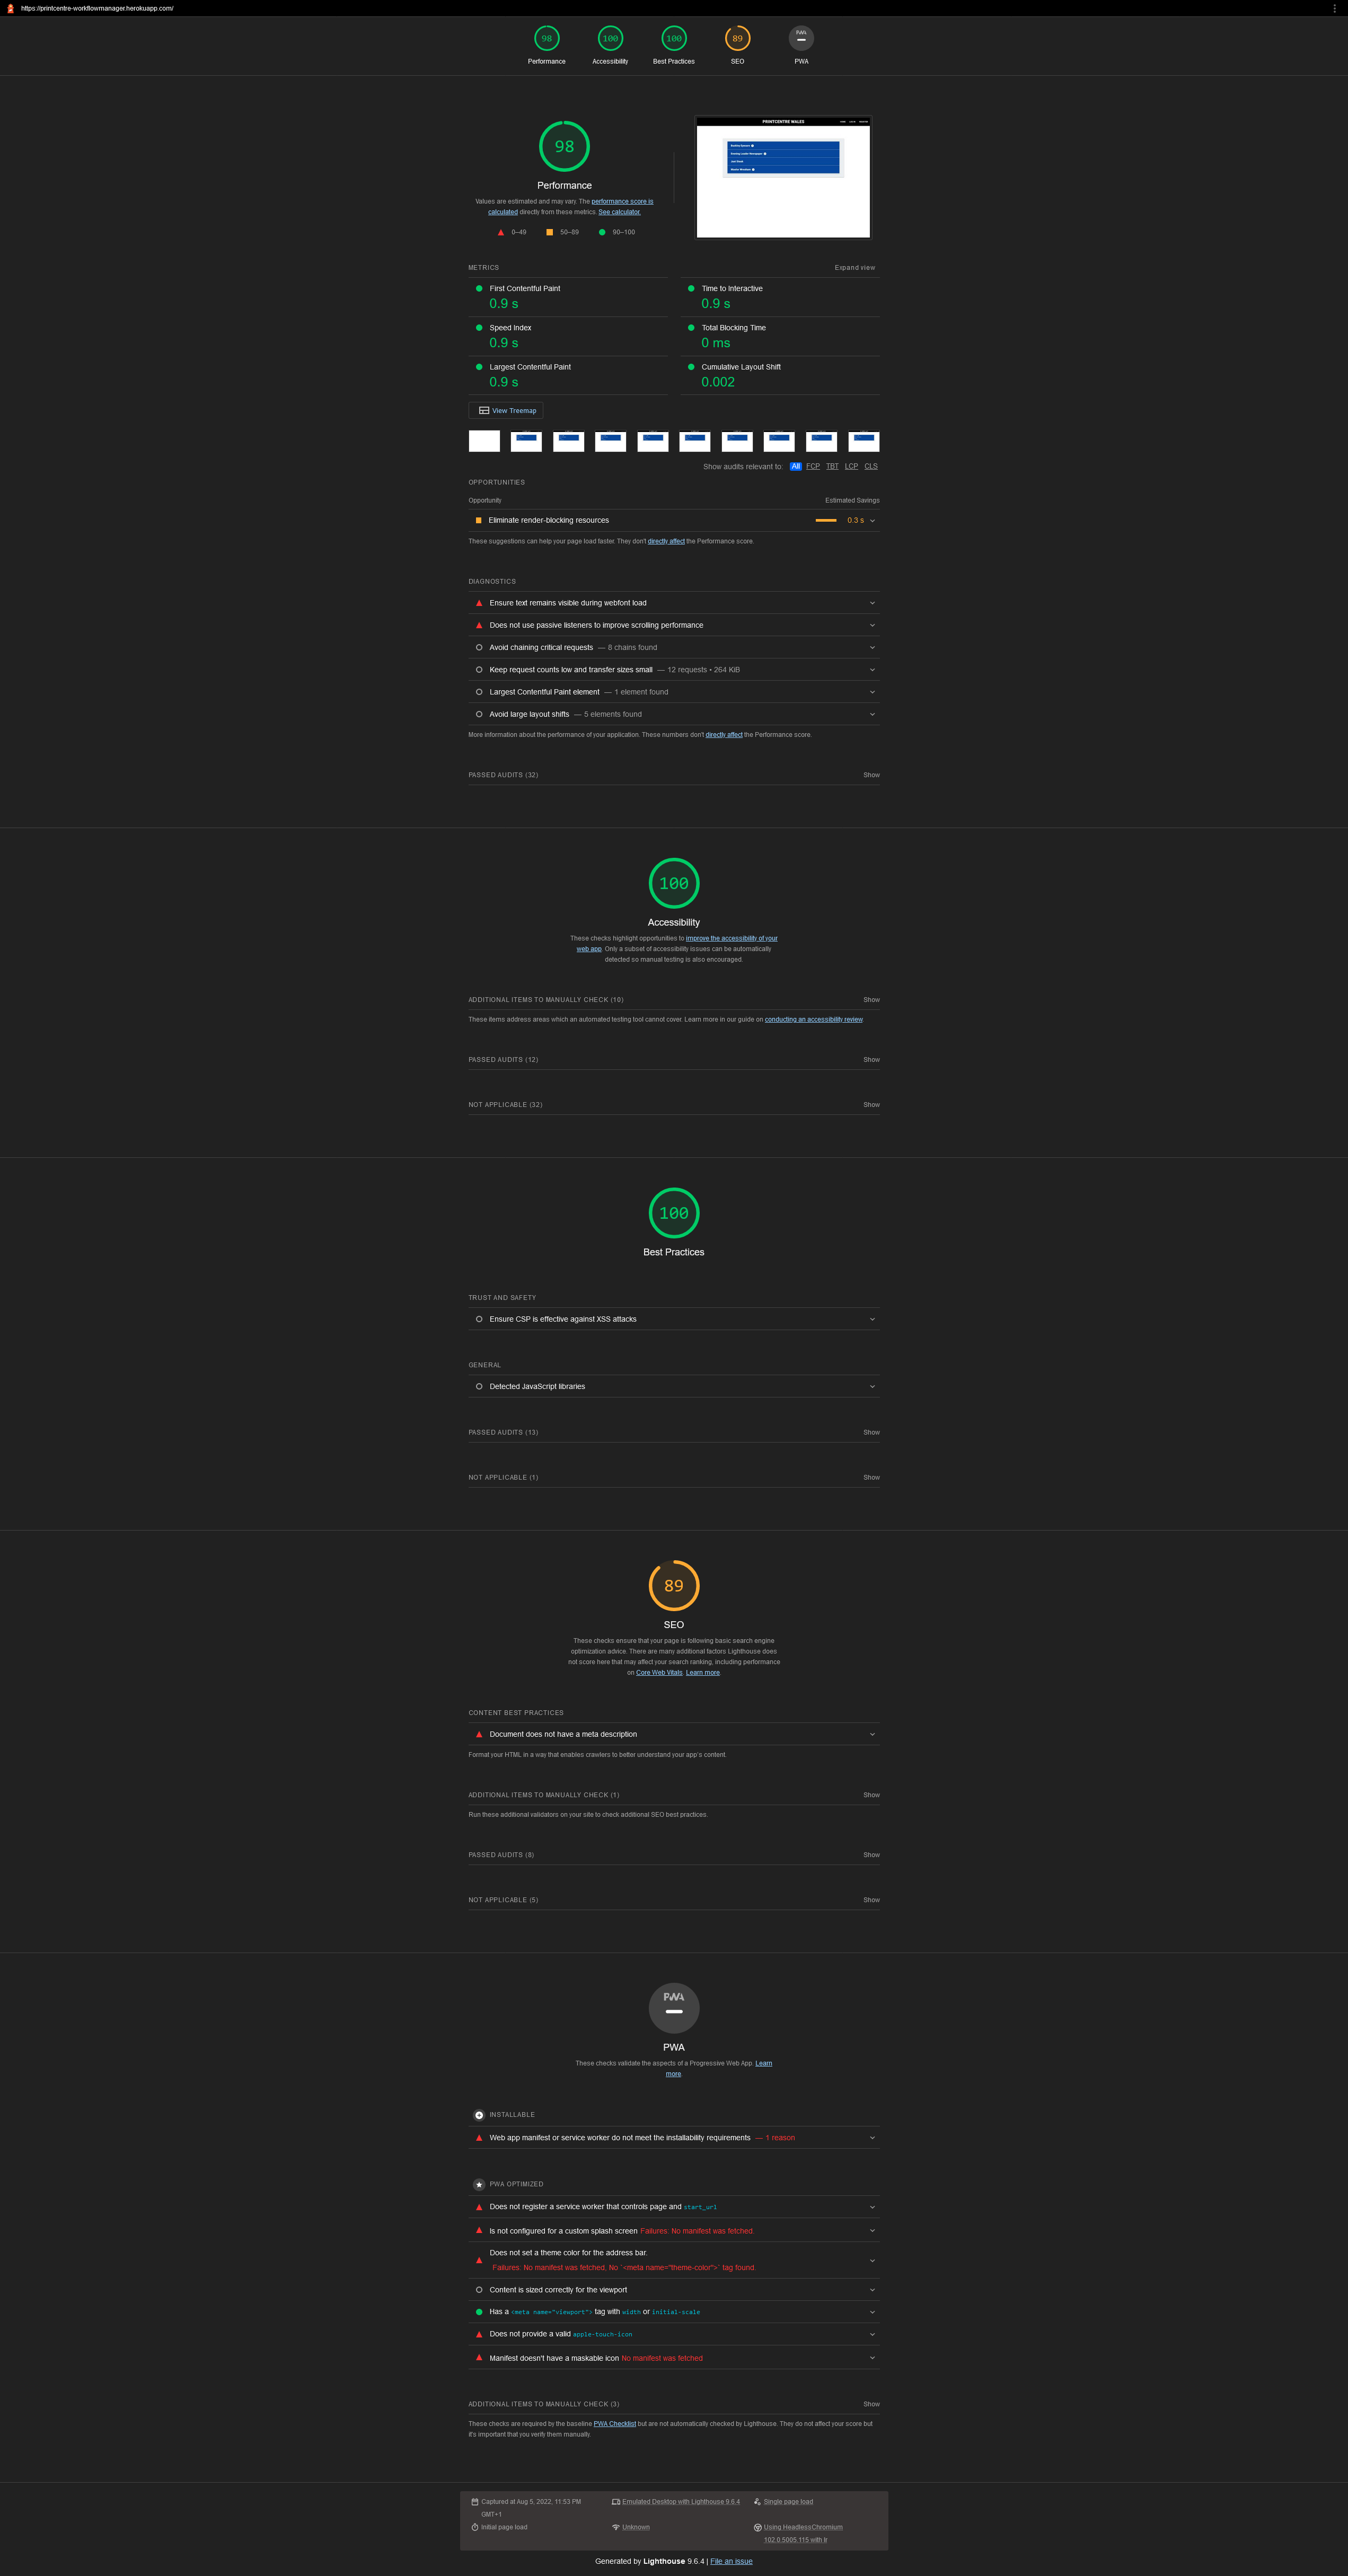 https://printcentre-workflowmanager.herokuapp.com/
98 100 100 89 PWA
Performance Accessibility Best Practices SEO PWA
98
Performance
Values are estimated and may vary. The performance score is
calculated directly from these metrics. See calculator.
0–49 50–89 90–100
PRINTCENTRE WALES
METRICS Expand view
First Contentful Paint
0.9 s
Time to Interactive
0.9 s
Speed Index
0.9 s
Total Blocking Time
0 ms
Largest Contentful Paint
0.9 s
Cumulative Layout Shift
0.002
View Treemap
Show audits relevant to: All FCP TBT LCP CLS
OPPORTUNITIES
Opportunity Estimated Savings
Eliminate render-blocking resources 0.3 s
These suggestions can help your page load faster. They don't directly affect the Performance score.
DIAGNOSTICS
Ensure text remains visible during webfont load
Does not use passive listeners to improve scrolling performance
Avoid chaining critical requests — 8 chains found
Keep request counts low and transfer sizes small — 12 requests • 264 KiB
Largest Contentful Paint element — 1 element found
Avoid large layout shifts — 5 elements found
More information about the performance of your application. These numbers don't directly affect the Performance score.
PASSED AUDITS (32) Show
100
Accessibility
These checks highlight opportunities to improve the accessibility of your
web app. Only a subset of accessibility issues can be automatically
detected so manual testing is also encouraged.
ADDITIONAL ITEMS TO MANUALLY CHECK (10) Show
These items address areas which an automated testing tool cannot cover. Learn more in our guide on conducting an accessibility review.
PASSED AUDITS (12) Show
NOT APPLICABLE (32) Show
100
Best Practices
TRUST AND SAFETY
Ensure CSP is effective against XSS attacks
GENERAL
Detected JavaScript libraries
PASSED AUDITS (13) Show
NOT APPLICABLE (1) Show
89
SEO
These checks ensure that your page is following basic search engine
optimization advice. There are many additional factors Lighthouse does
not score here that may affect your search ranking, including performance
on Core Web Vitals. Learn more.
CONTENT BEST PRACTICES
Document does not have a meta description
Format your HTML in a way that enables crawlers to better understand your app's content.
ADDITIONAL ITEMS TO MANUALLY CHECK (1) Show
Run these additional validators on your site to check additional SEO best practices.
PASSED AUDITS (8) Show
NOT APPLICABLE (5) Show
PWA
PWA
These checks validate the aspects of a Progressive Web App. Learn
more.
INSTALLABLE
Web app manifest or service worker do not meet the installability requirements — 1 reason
PWA OPTIMIZED
Does not register a service worker that controls page and start_url
Is not configured for a custom splash screen Failures: No manifest was fetched.
Does not set a theme color for the address bar.
Failures: No manifest was fetched, No `<meta name="theme-color">` tag found.
Content is sized correctly for the viewport
Has a <meta name="viewport"> tag with width or initial-scale
Does not provide a valid apple-touch-icon
Manifest doesn't have a maskable icon No manifest was fetched
ADDITIONAL ITEMS TO MANUALLY CHECK (3) Show
These checks are required by the baseline PWA Checklist but are not automatically checked by Lighthouse. They do not affect your score but
it's important that you verify them manually.
Captured at Aug 5, 2022, 11:53 PM
GMT+1
Emulated Desktop with Lighthouse 9.6.4
Single page load
Initial page load
Unknown
Using HeadlessChromium
102.0.5005.115 with lr
Generated by Lighthouse 9.6.4 | File an issue